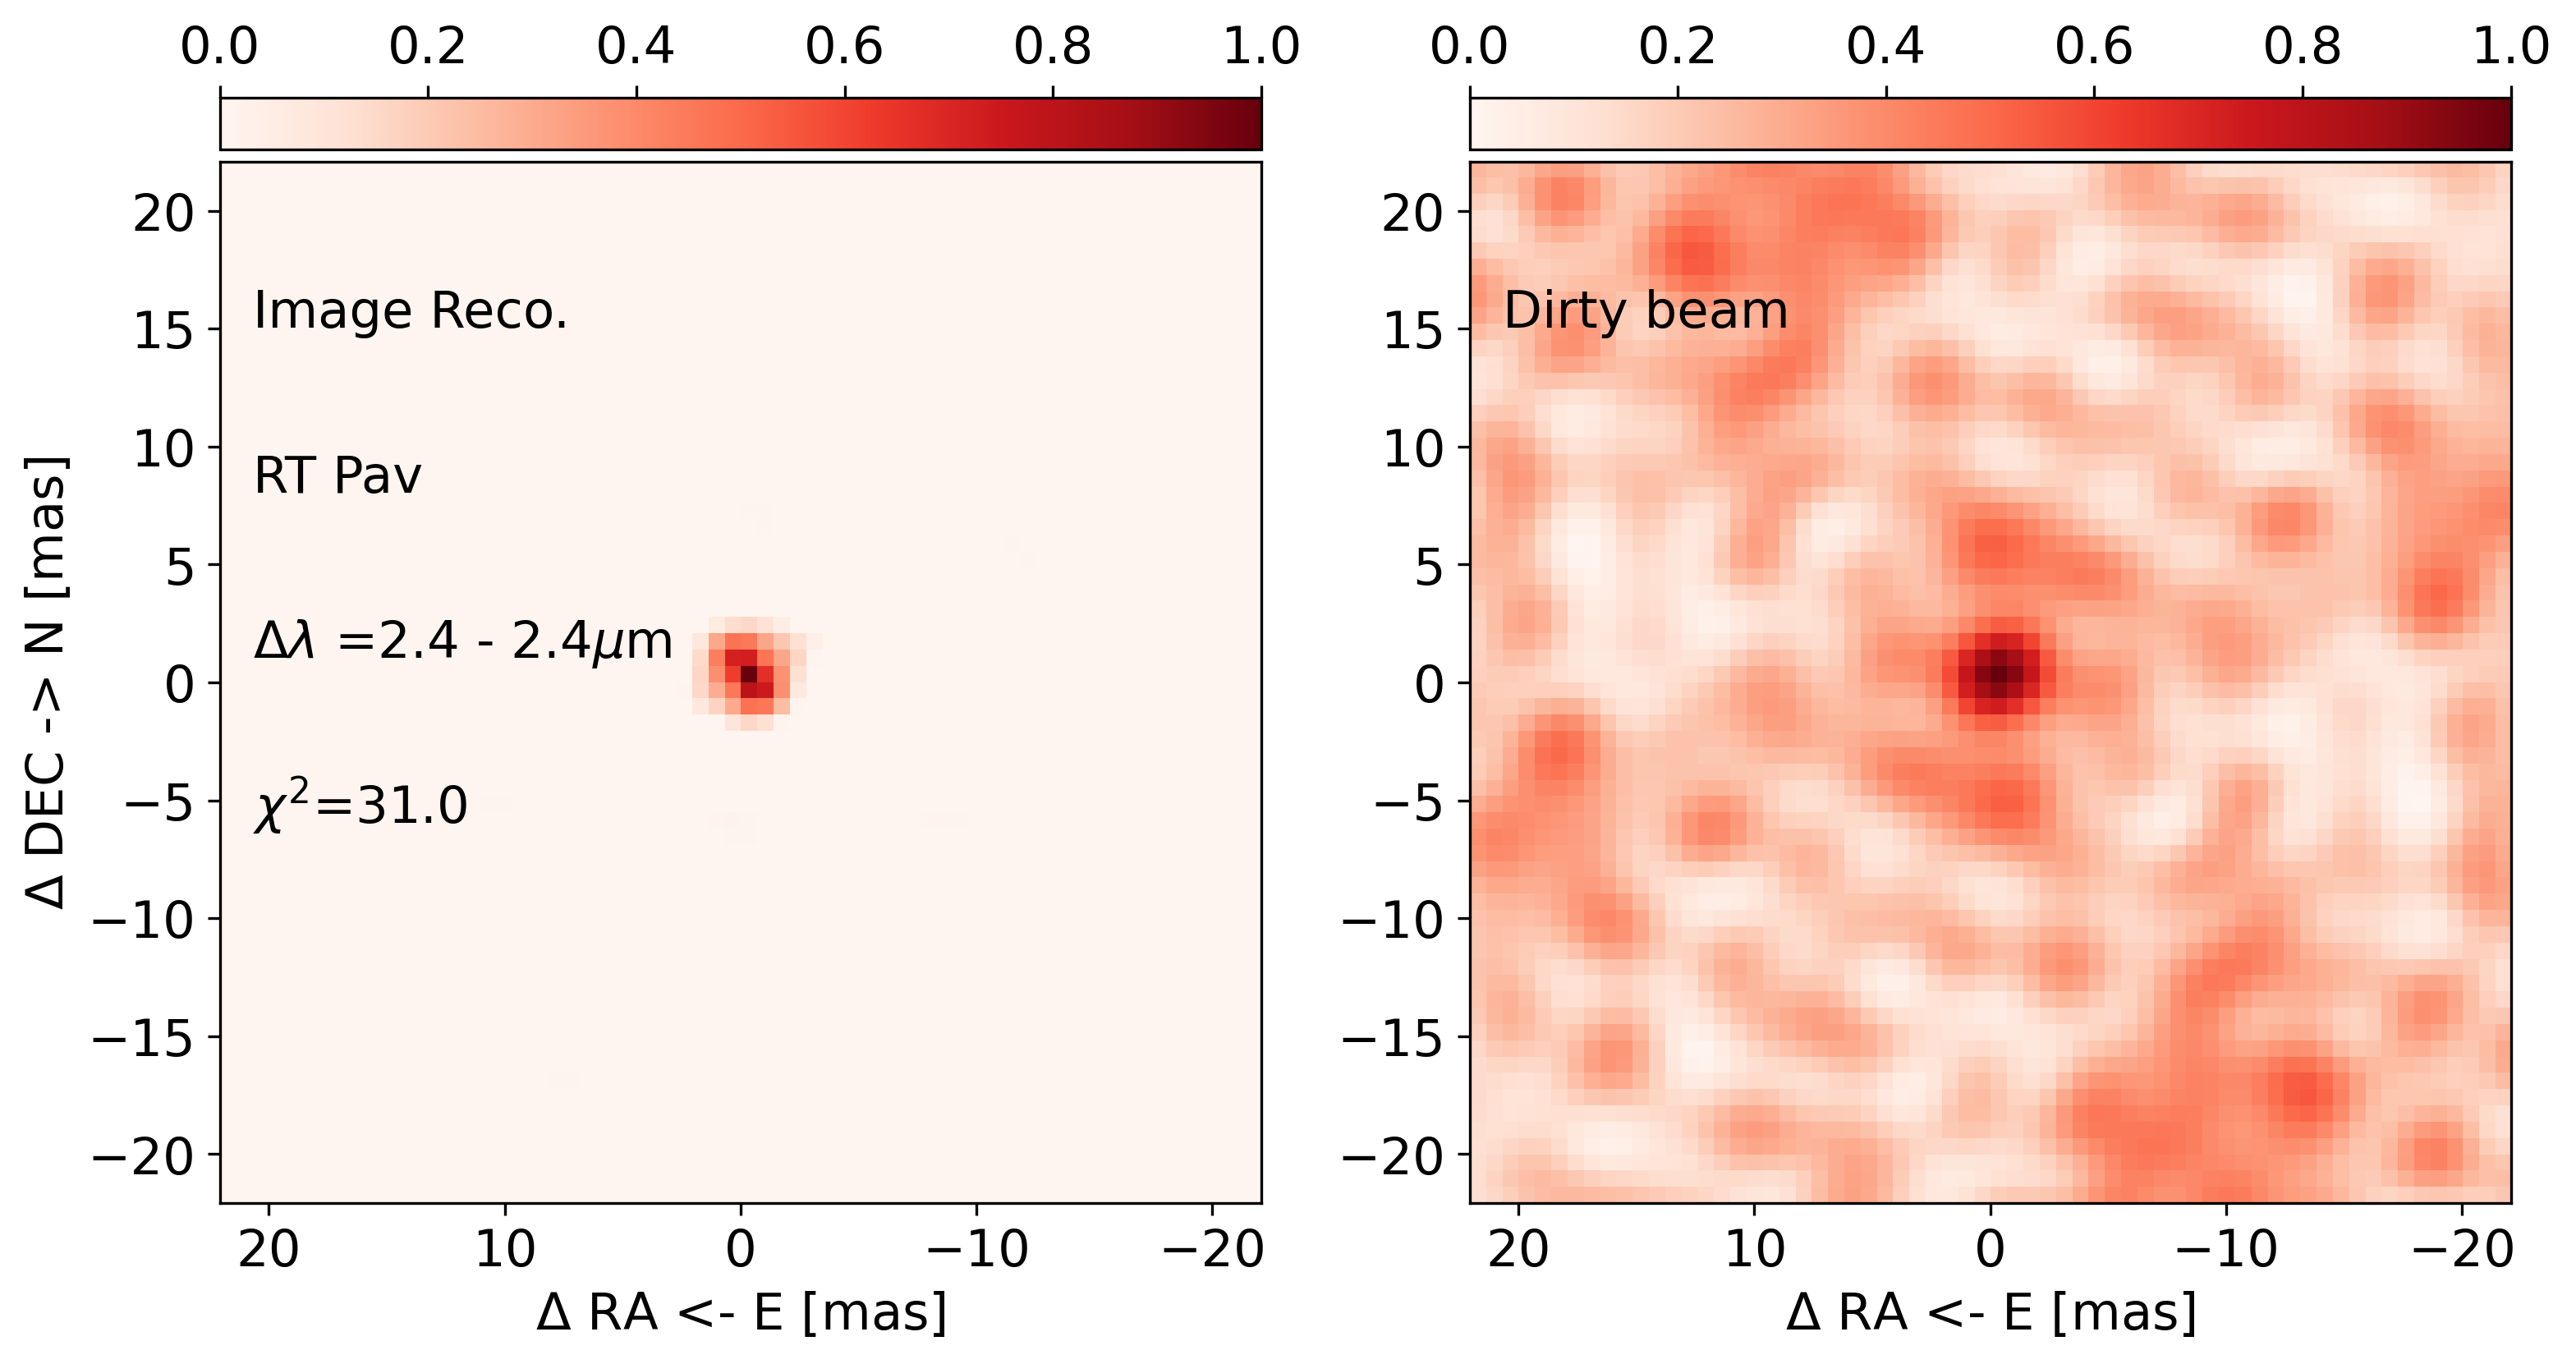 0.0 0.2 0.4 0.6 0.8 1.0
0.0 0.2 0.4 0.6 0.8 1.0
Δ DEC -> N [mas]
20
15
10
5
0
−5
−10
−15
−20
Image Reco.
RT Pav
Δλ =2.4 - 2.4μm
χ²=31.0
20 10 0 −10 −20
Δ RA <- E [mas]
20
15
10
5
0
−5
−10
−15
−20
Dirty beam
20 10 0 −10 −20
Δ RA <- E [mas]